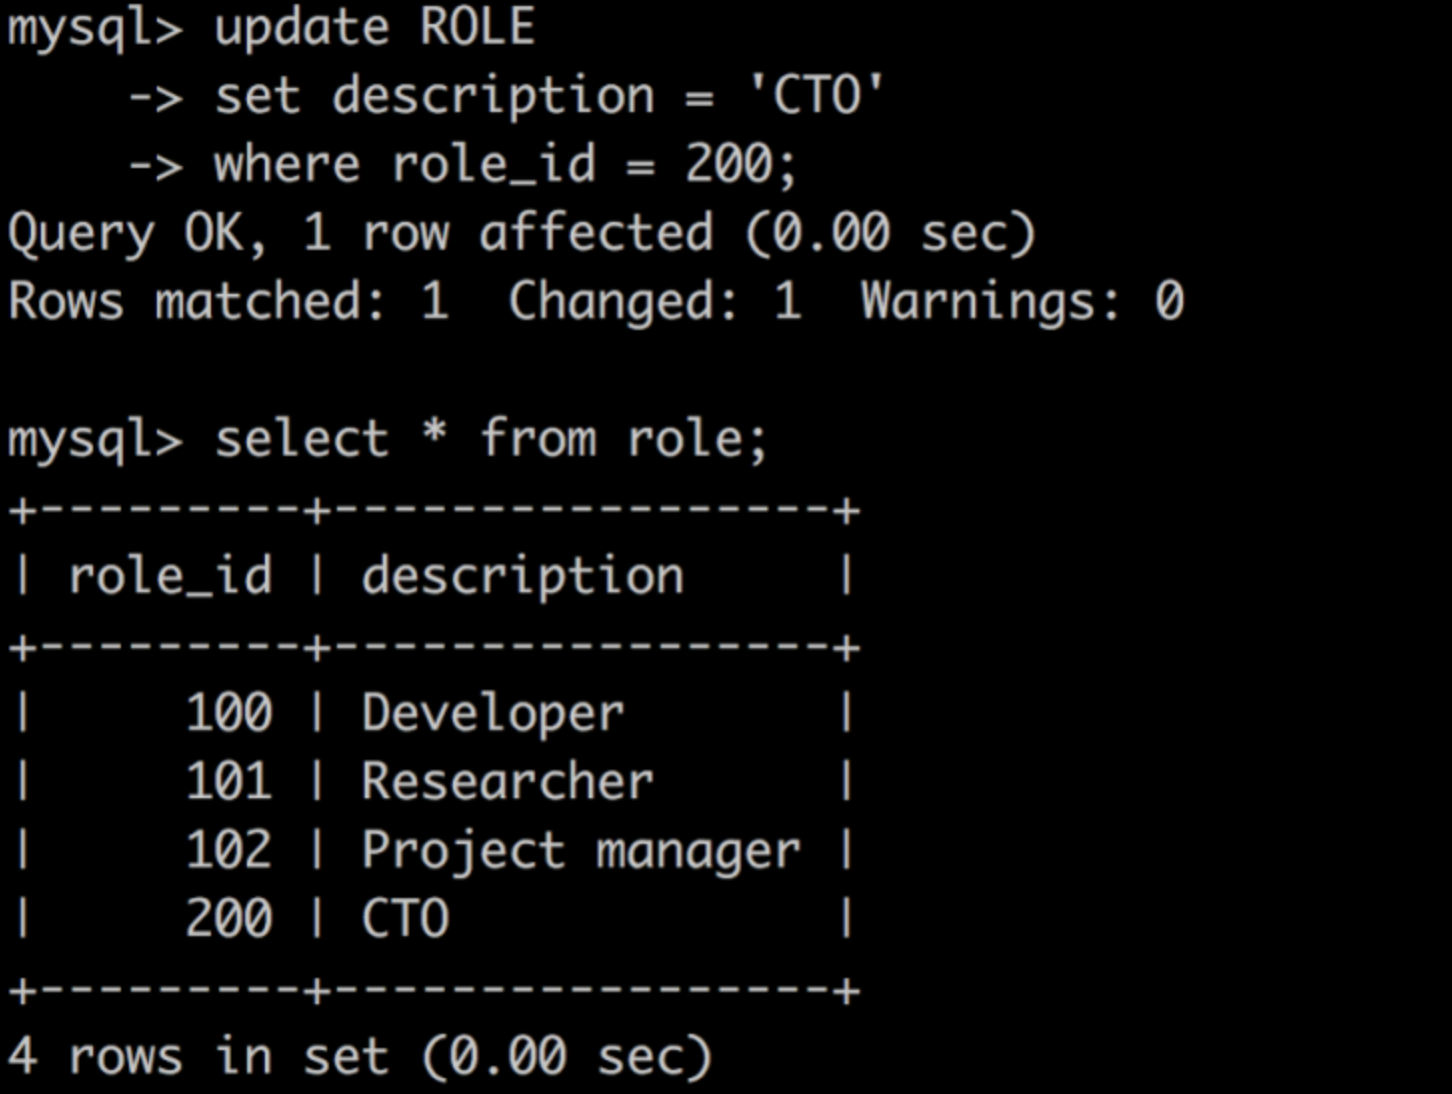 mysql> update ROLE
    -> set description = 'CTO'
    -> where role_id = 200;
Query OK, 1 row affected (0.00 sec)
Rows matched: 1  Changed: 1  Warnings: 0

mysql> select * from role;
+---------+-----------------+
| role_id | description     |
+---------+-----------------+
|     100 | Developer       |
|     101 | Researcher      |
|     102 | Project manager |
|     200 | CTO             |
+---------+-----------------+
4 rows in set (0.00 sec)